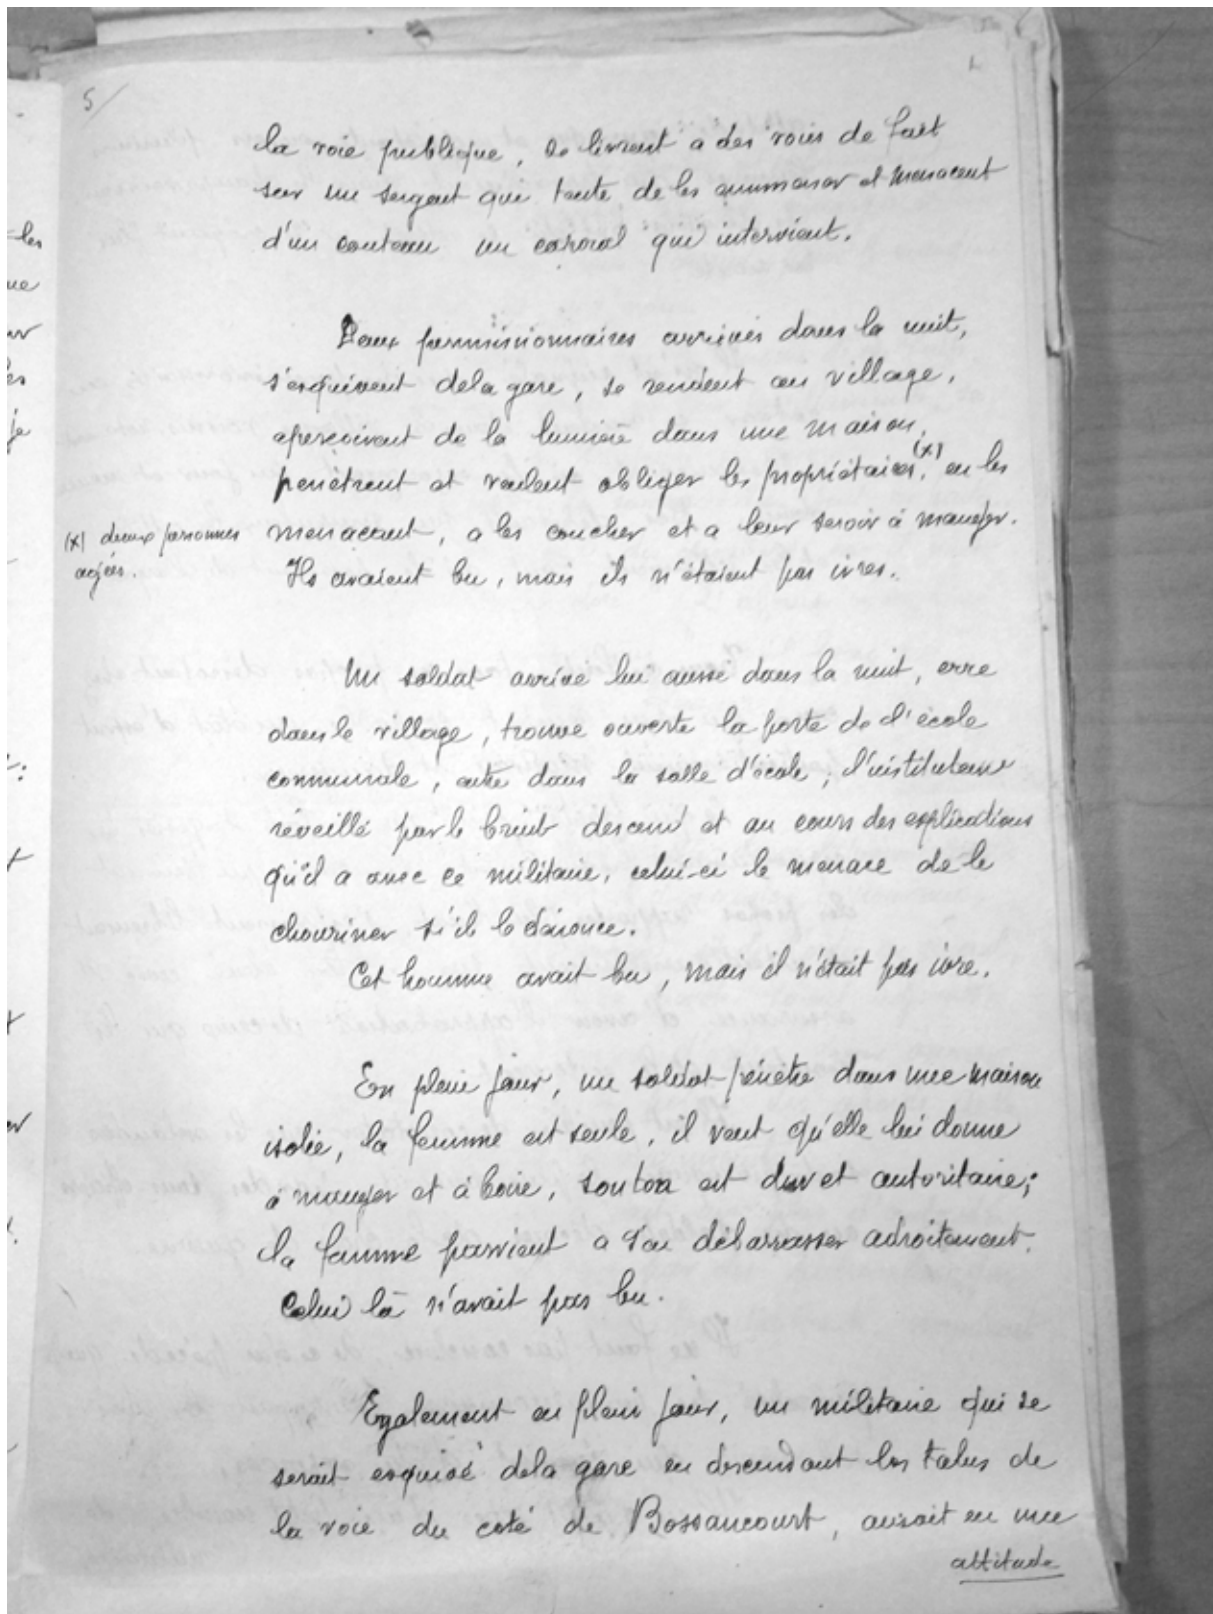 5/
la voie publique, se livrent a des voies de fait
sur un sergent qui tente de les emmener et menacent
d'un couteau un caporal qui intervient.
Deux permissionnaires arrivés dans la nuit,
s'esquivent dela gare, se rendent au village,
aperçoivent de la lumière dans une maison,
penètrent et veulent obliger les propriétaires (x), en les
menacant, a les coucher et a leur servir à manger.
(x) deux personnes
agées.
Ils avaient bu, mais ils n'étaient pas ivres.
Un soldat arrivé lui aussi dans la nuit, erre
dans le village, trouve ouverte la porte de l'école
communale, entre dans la salle d'école; l'instituteur
réveillé par le bruit descend et au cours des explications
qu'il a avec ce militaire, celui-ci le menace de le
chouriner s'il le dénonce.
Cet homme avait bu, mais il n'était pas ivre.
En plein jour, un soldat pénètre dans une maison
isolée, la femme est seule, il veut qu'elle lui donne
à manger et à boire, son ton est dur et autoritaire;
la femme parvient a s'en débarrasser adroitement.
Celui là n'avait pas bu.
Egalement en plein jour, un militaire qui se
serait esquivé dela gare en descendant les talus de
la voie du coté de Bossancourt, aurait eu une
attitude